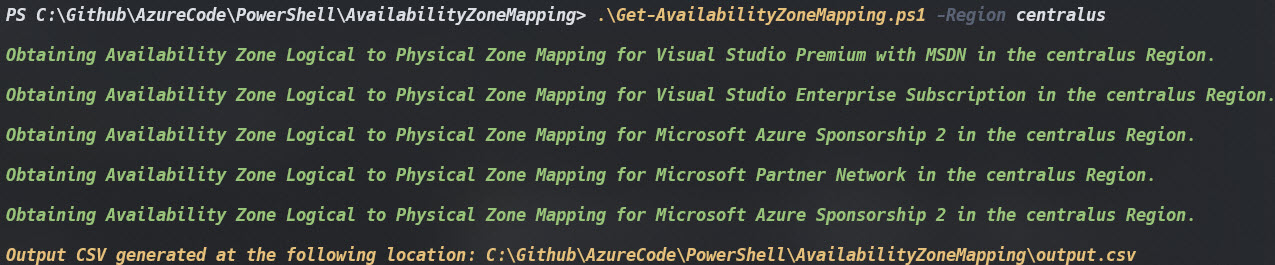 PS C:\Github\AzureCode\PowerShell\AvailabilityZoneMapping> .\Get-AvailabilityZoneMapping.ps1 -Region centralus
Obtaining Availability Zone Logical to Physical Zone Mapping for Visual Studio Premium with MSDN in the centralus Region.
Obtaining Availability Zone Logical to Physical Zone Mapping for Visual Studio Enterprise Subscription in the centralus Region.
Obtaining Availability Zone Logical to Physical Zone Mapping for Microsoft Azure Sponsorship 2 in the centralus Region.
Obtaining Availability Zone Logical to Physical Zone Mapping for Microsoft Partner Network in the centralus Region.
Obtaining Availability Zone Logical to Physical Zone Mapping for Microsoft Azure Sponsorship 2 in the centralus Region.
Output CSV generated at the following location: C:\Github\AzureCode\PowerShell\AvailabilityZoneMapping\output.csv